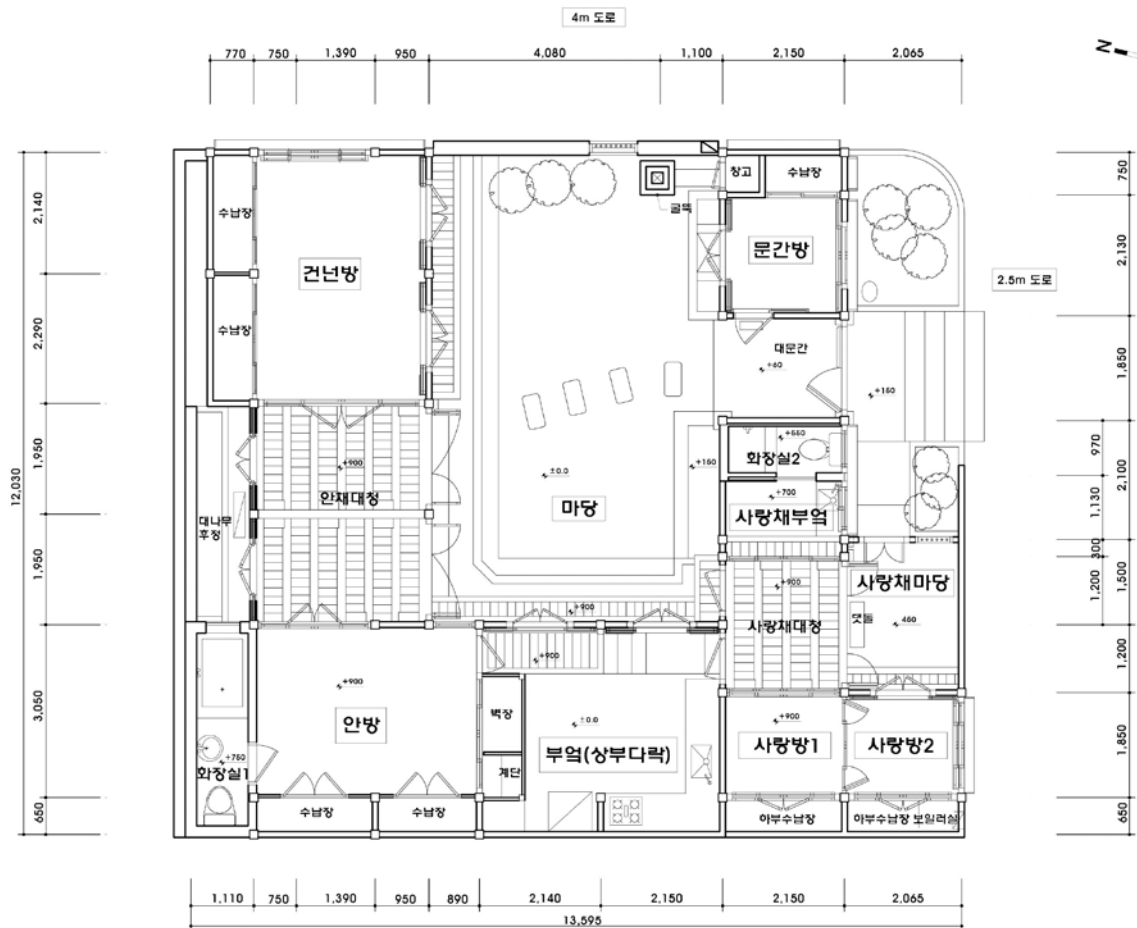 4m 도로
770 750 1,390 950 4,080 1,100 2,150 2,065
N
창고 수납장
750
수납장
굴뚝
2,140
문간방
2,130
건넌방
2.5m 도로
수납장
2,290
대문간
+60
1,850
+150
+550
970
화장실2
1,950
+900
안채대청
+150
±0.0
+700
2,100
마당
사랑채부엌
1,130
대나무
후정
12,030
300
사랑채마당
1,950
+900
1,200
1,500
+900
사랑채대청
댓돌
450
+900
1,200
+900
벽장
±0.0
+900
3,050
안방
부엌(상부다락)
사랑방1
사랑방2
1,850
+750
화장실1
계단
수납장
수납장
하부수납장
하부수납장 보일러실
650
650
1,110 750 1,390 950 890 2,140 2,150 2,150 2,065
13,595